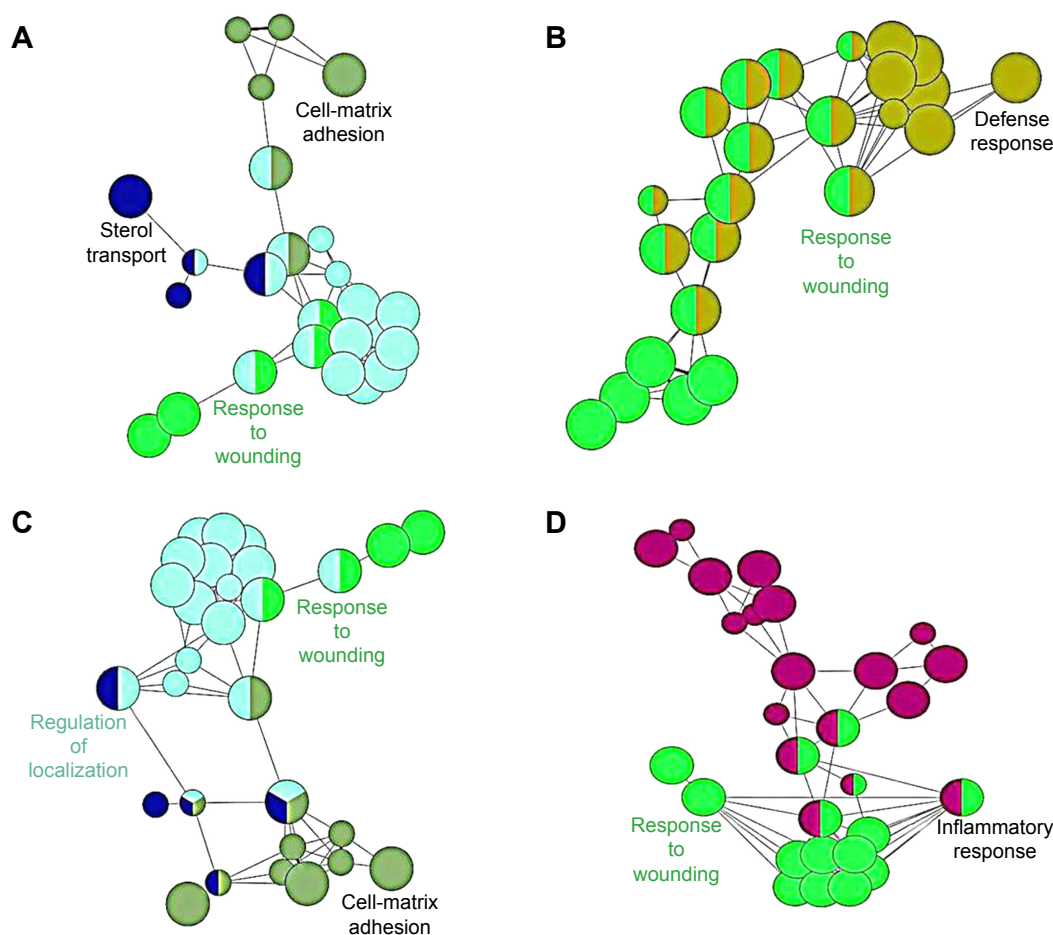 A
Cell-matrix
adhesion
Sterol
transport
Response
to
wounding
B
Defense
response
Response
to
wounding
C
Response
to
wounding
Regulation
of
localization
Cell-matrix
adhesion
D
Response
to
wounding
Inflammatory
response